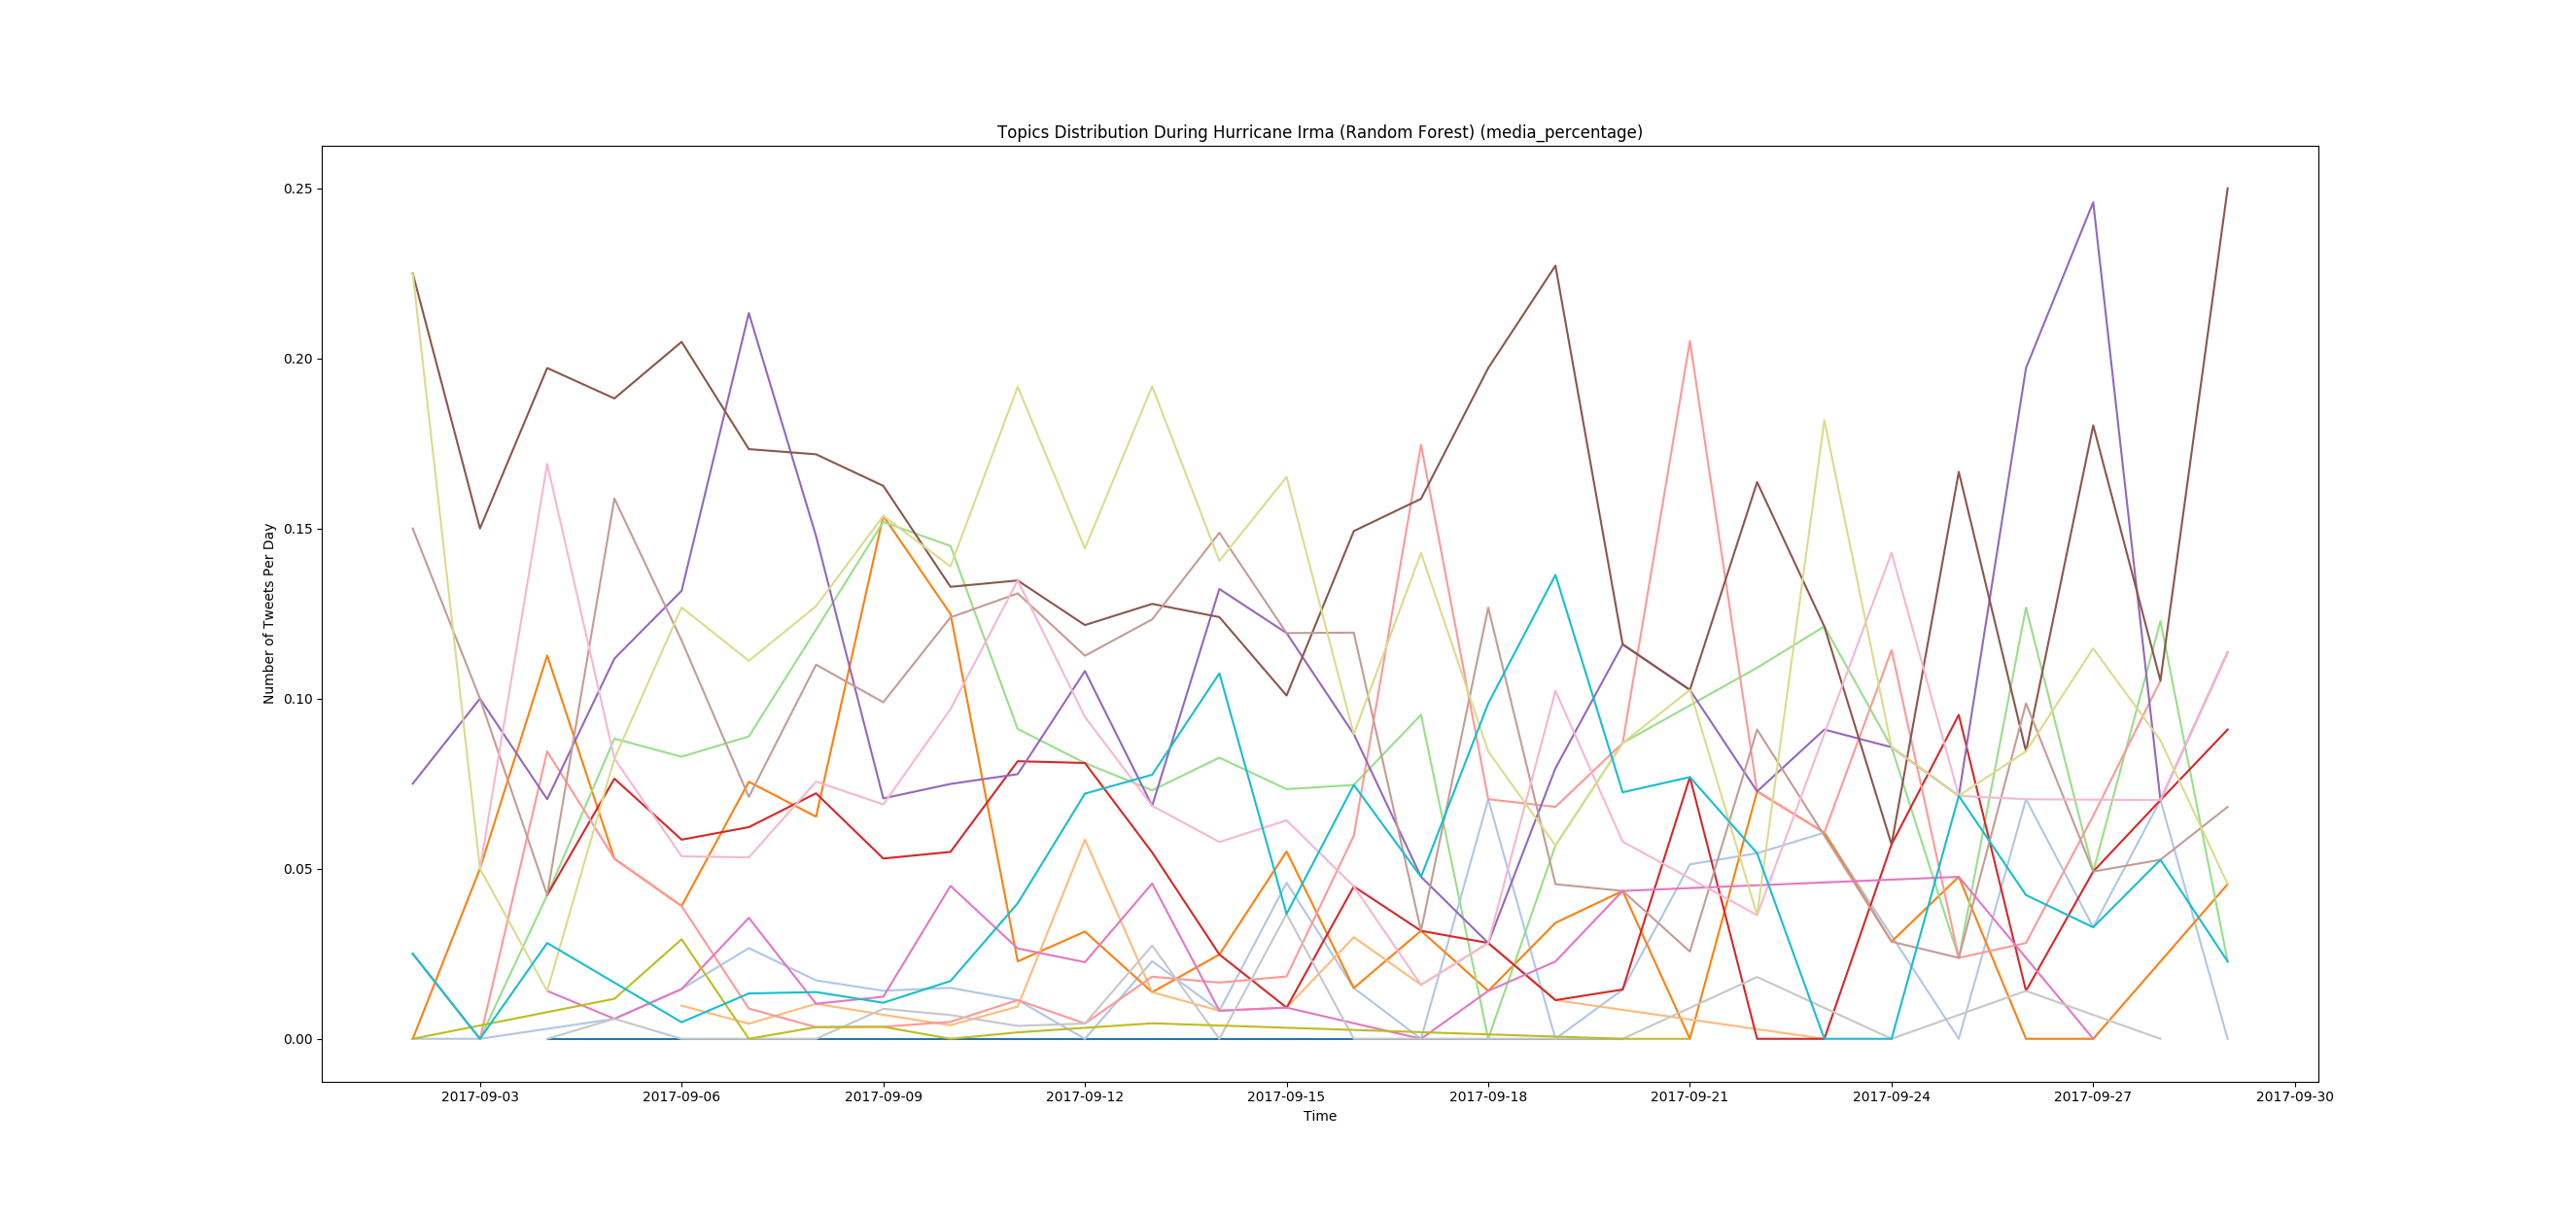 Topics Distribution During Hurricane Irma (Random Forest) (media_percentage)
Number of Tweets Per Day
0.25
0.20
0.15
0.10
0.05
0.00
2017-09-03 2017-09-06 2017-09-09 2017-09-12 2017-09-15 2017-09-18 2017-09-21 2017-09-24 2017-09-27 2017-09-30
Time